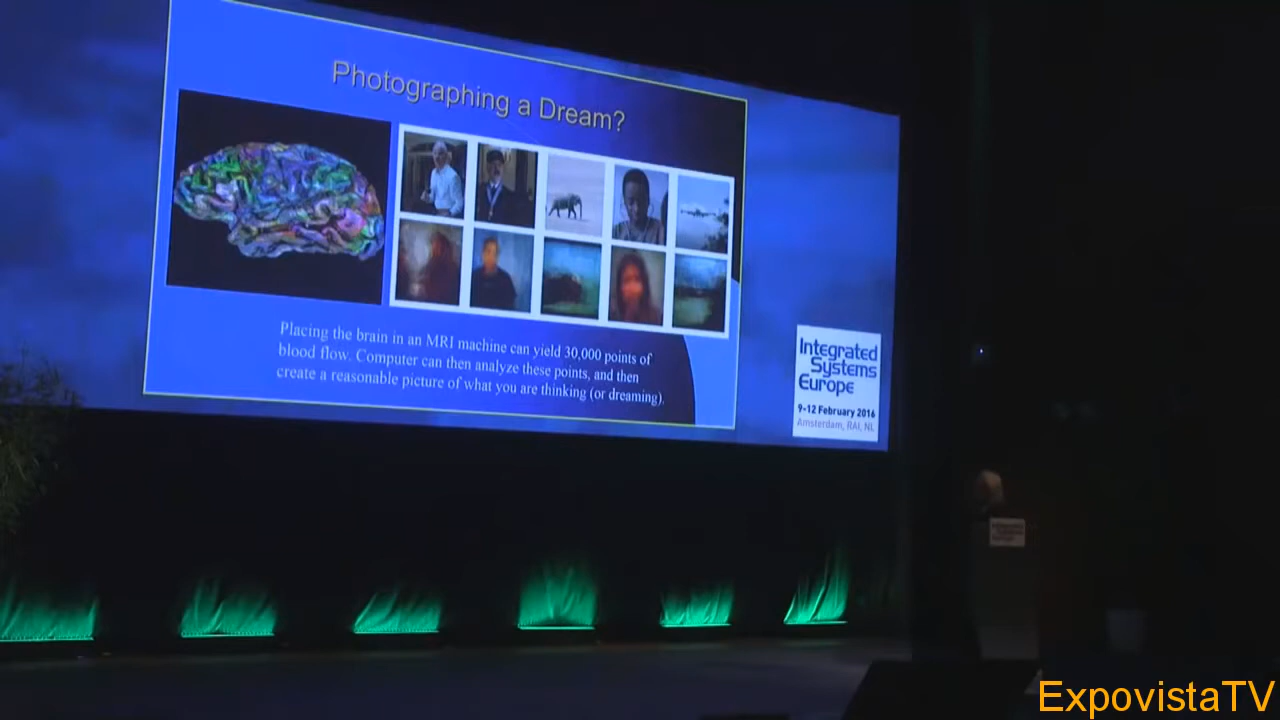 Photographing a Dream?
Placing the brain in an MRI machine can yield 30,000 points of
blood flow. Computer can then analyze these points, and then
create a reasonable picture of what you are thinking (or dreaming).
Integrated
Systems
Europe
9-12 February 2016
Amsterdam, RAI, NL
ExpovistaTV